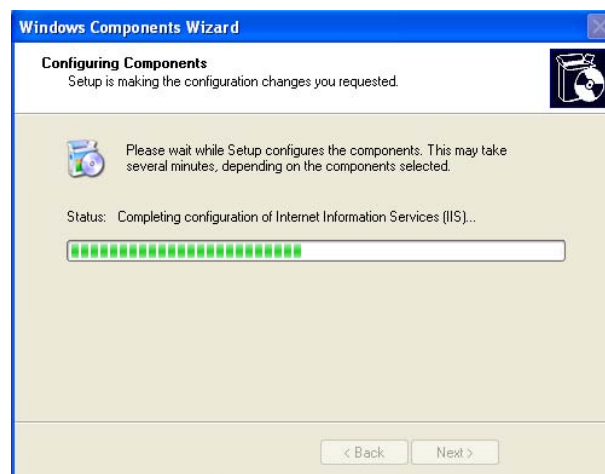 Windows Components Wizard
Configuring Components
Setup is making the configuration changes you requested.
Please wait while Setup configures the components. This may take
several minutes, depending on the components selected.
Status: Completing configuration of Internet Information Services (IIS)...
< Back Next >